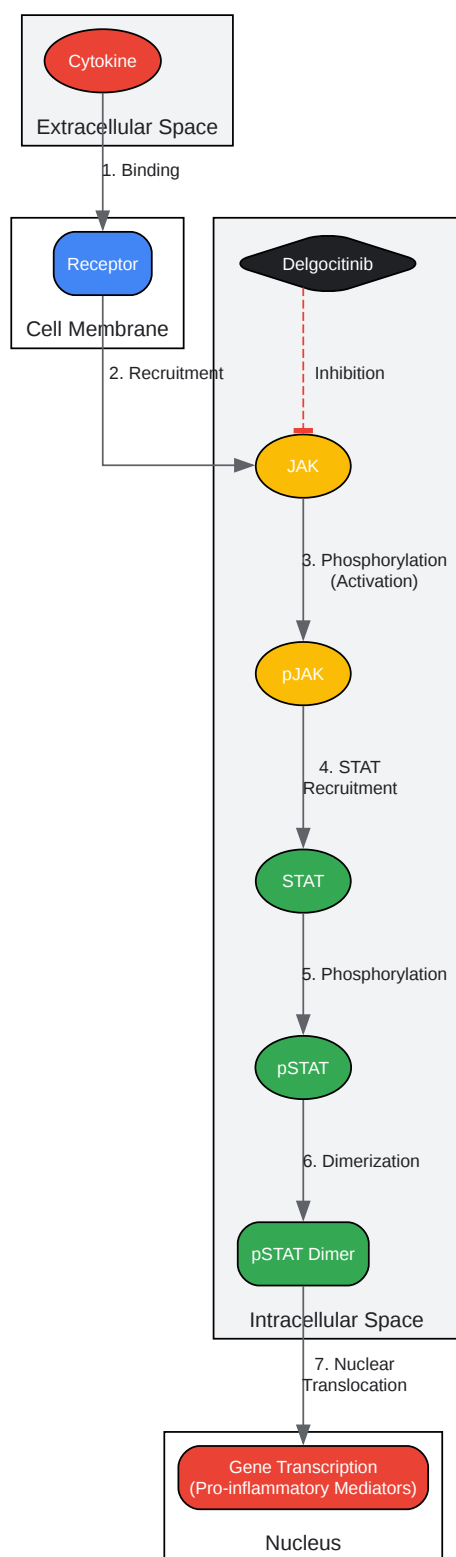 Cytokine
Extracellular Space
1. Binding
Receptor
Cell Membrane
Delgocitinib
2. Recruitment
Inhibition
JAK
3. Phosphorylation
(Activation)
pJAK
4. STAT
Recruitment
STAT
5. Phosphorylation
pSTAT
6. Dimerization
pSTAT Dimer
Intracellular Space
7. Nuclear
Translocation
Gene Transcription
(Pro-inflammatory Mediators)
Nucleus